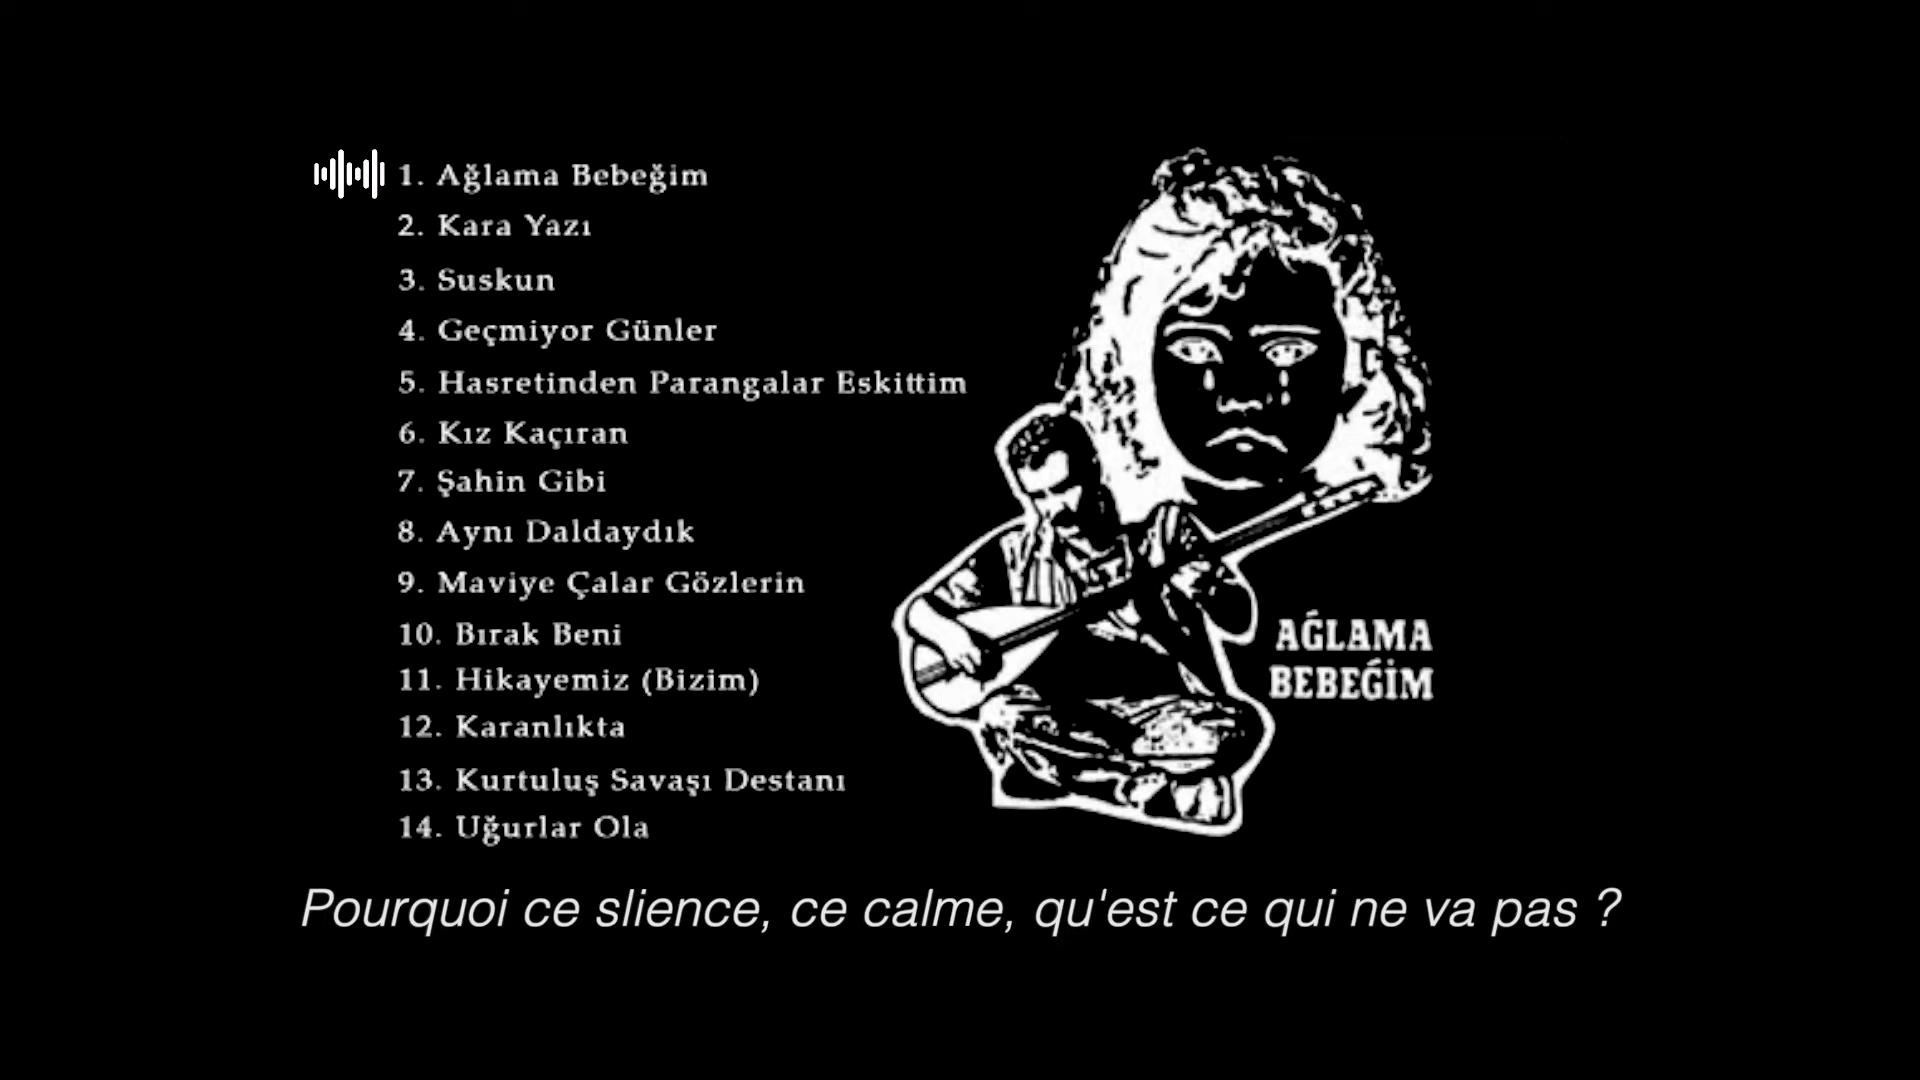 1. Ağlama Bebeğim
2. Kara Yazı
3. Suskun
4. Geçmiyor Günler
5. Hasretinden Parangalar Eskittim
6. Kız Kaçıran
7. Şahin Gibi
8. Aynı Daldaydık
9. Maviye Çalar Gözlerin
10. Bırak Beni
11. Hikayemiz (Bizim)
12. Karanlıkta
13. Kurtuluş Savaşı Destanı
14. Uğurlar Ola
AĞLAMA
BEBEĞİM
Pourquoi ce slience, ce calme, qu'est ce qui ne va pas ?